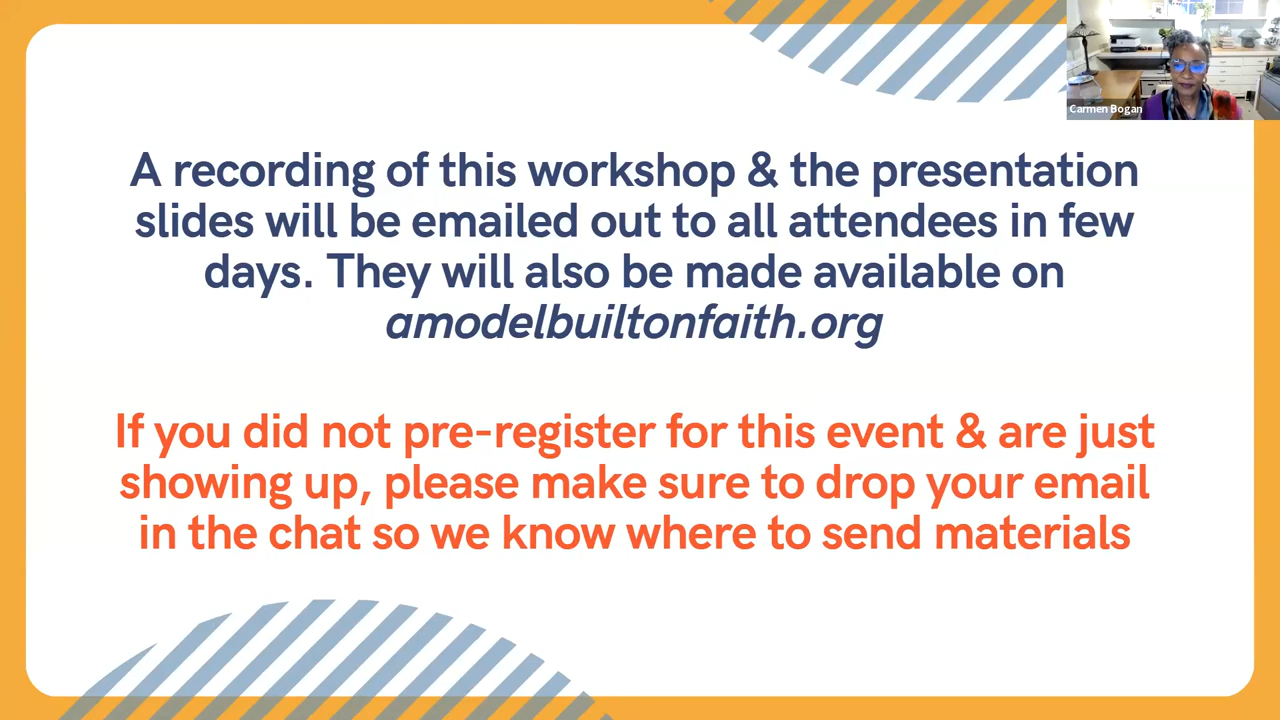 Carmen Bogan
A recording of this workshop & the presentation
slides will be emailed out to all attendees in few
days. They will also be made available on
amodelbuiltonfaith.org
If you did not pre-register for this event & are just
showing up, please make sure to drop your email
in the chat so we know where to send materials